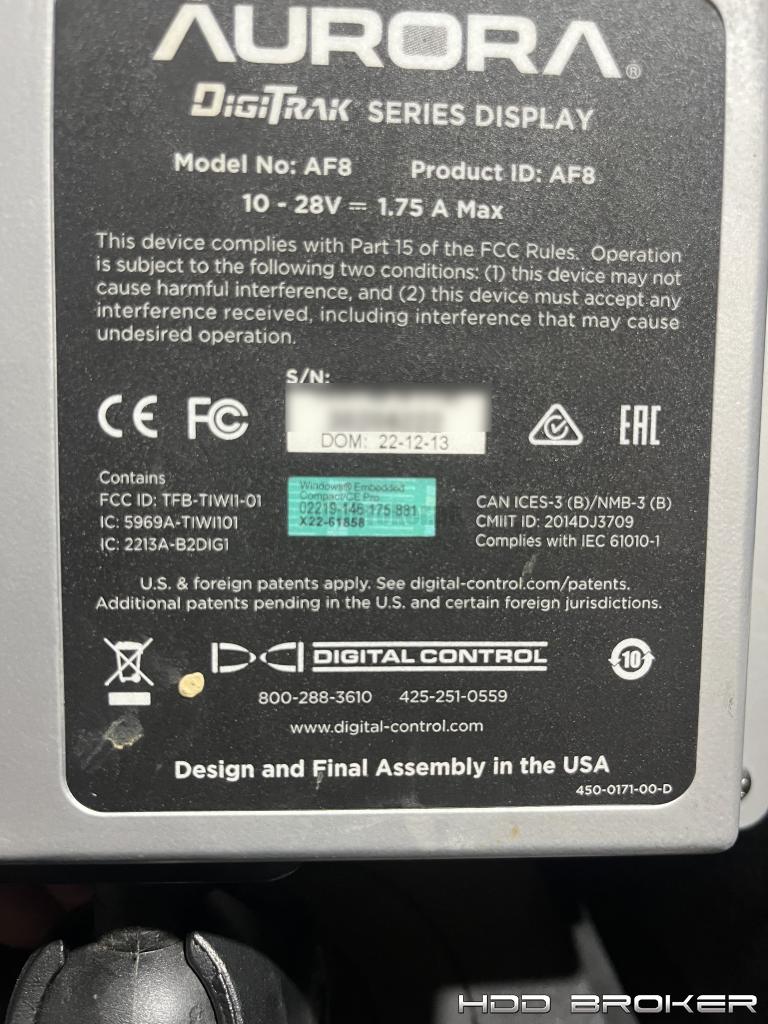 AURORA®
DIGITRAK SERIES DISPLAY
Model No: AF8 Product ID: AF8
10 - 28V ⎓ 1.75 A Max
This device complies with Part 15 of the FCC Rules. Operation
is subject to the following two conditions: (1) this device may not
cause harmful interference, and (2) this device must accept any
interference received, including interference that may cause
undesired operation.
S/N:
DOM: 22-12-13
CE FC EAC
Contains
FCC ID: TFB-TIWI1-01
IC: 5969A-TIWI101
IC: 2213A-B2DIG1
Windows® Embedded
Compact/CE Pro
02219-146-175-881
X22-61858
CAN ICES-3 (B)/NMB-3 (B)
CMIIT ID: 2014DJ3709
Complies with IEC 61010-1
U.S. & foreign patents apply. See digital-control.com/patents.
Additional patents pending in the U.S. and certain foreign jurisdictions.
DCI DIGITAL CONTROL
10
800-288-3610 425-251-0559
www.digital-control.com
Design and Final Assembly in the USA
450-0171-00-D
HDD BROKER